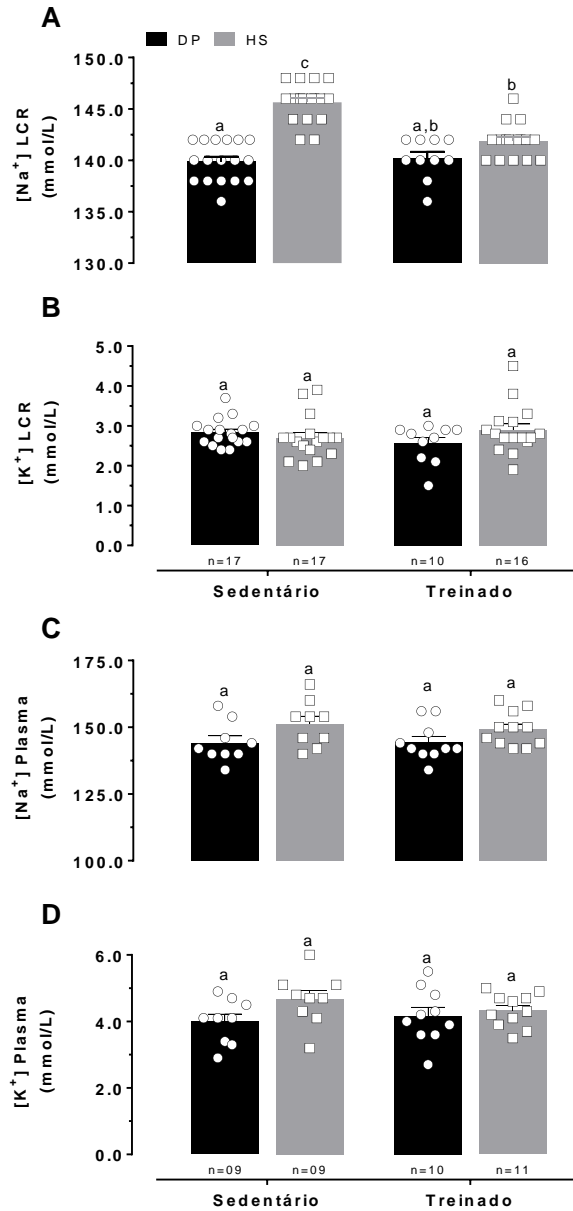 A
DP HS
[Na+] LCR
(mmol/L)
150.0
145.0
140.0
135.0
130.0
a
c
a,b
b
B
[K+] LCR
(mmol/L)
5.0
4.0
3.0
2.0
1.0
0.0
a
a
a
a
n=17 n=17 n=10 n=16
Sedentário Treinado
C
[Na+] Plasma
(mmol/L)
175.0
150.0
125.0
100.0
a
a
a
a
D
[K+] Plasma
(mmol/L)
6.0
4.0
2.0
0.0
a
a
a
a
n=09 n=09 n=10 n=11
Sedentário Treinado